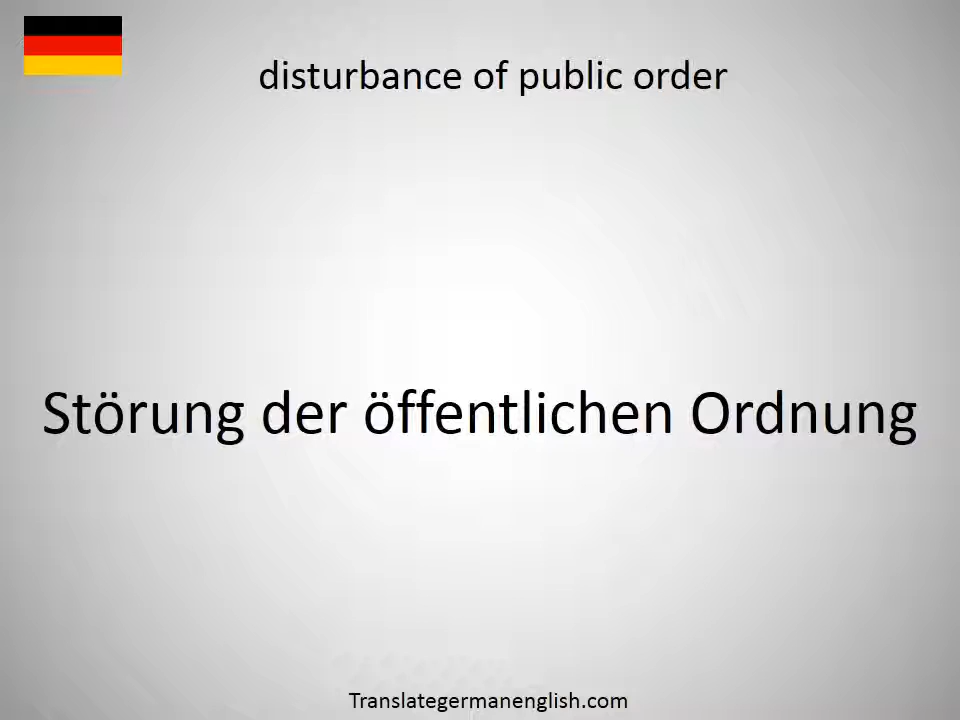 disturbance of public order
Störung der öffentlichen Ordnung
Translategermanenglish.com